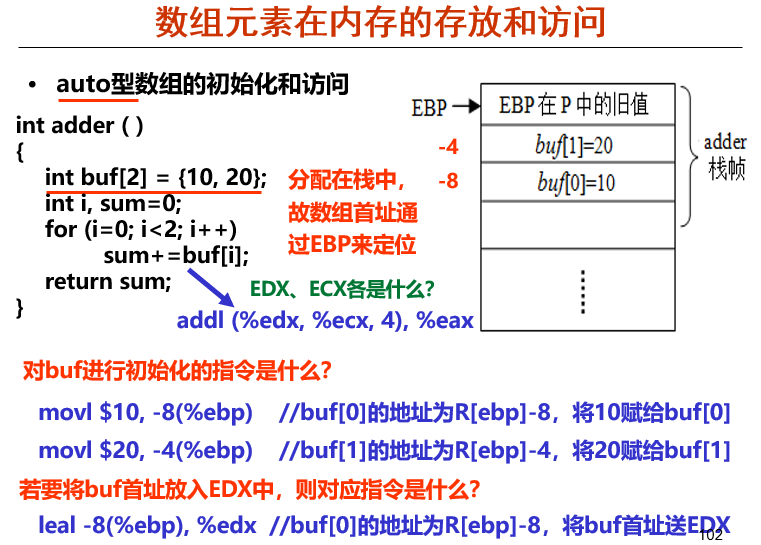 数组元素在内存的存放和访问
• auto型数组的初始化和访问
int adder ( )
{
int buf[2] = {10, 20};
int i, sum=0;
for (i=0; i<2; i++)
sum+=buf[i];
return sum;
}
分配在栈中，
故数组首址通
过EBP来定位
EDX、ECX各是什么？
addl (%edx, %ecx, 4), %eax
EBP
EBP 在 P 中的旧值
-4
buf[1]=20
-8
buf[0]=10
adder
栈帧
对buf进行初始化的指令是什么？
movl $10, -8(%ebp) //buf[0]的地址为R[ebp]-8，将10赋给buf[0]
movl $20, -4(%ebp) //buf[1]的地址为R[ebp]-4，将20赋给buf[1]
若要将buf首址放入EDX中，则对应指令是什么？
leal -8(%ebp), %edx //buf[0]的地址为R[ebp]-8，将buf首址送EDX
102